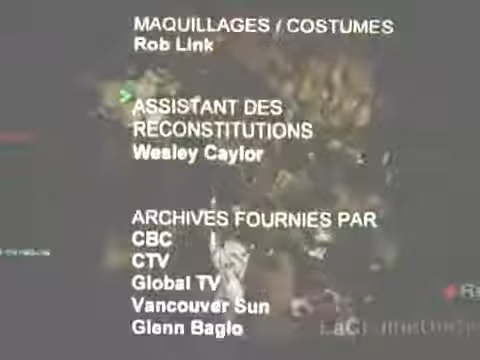 MAQUILLAGES / COSTUMES
Rob Link
ASSISTANT DES
RECONSTITUTIONS
Wesley Caylor
ARCHIVES FOURNIES PAR
CBC
CTV
Global TV
Vancouver Sun
Glenn Baglo